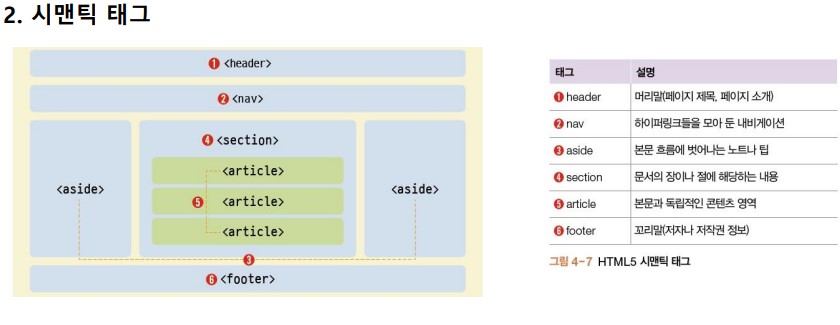 2. 시맨틱 태그
❶ <header>
❷ <nav>
<aside>
❹ <section>
<article>
❺ <article>
<article>
<aside>
❸
❻ <footer>
태그 설명
❶ header 머리말(페이지 제목, 페이지 소개)
❷ nav 하이퍼링크들을 모아 둔 내비게이션
❸ aside 본문 흐름에 벗어나는 노트나 팁
❹ section 문서의 장이나 절에 해당하는 내용
❺ article 본문과 독립적인 콘텐츠 영역
❻ footer 꼬리말(저자나 저작권 정보)
그림 4-7 HTML5 시맨틱 태그